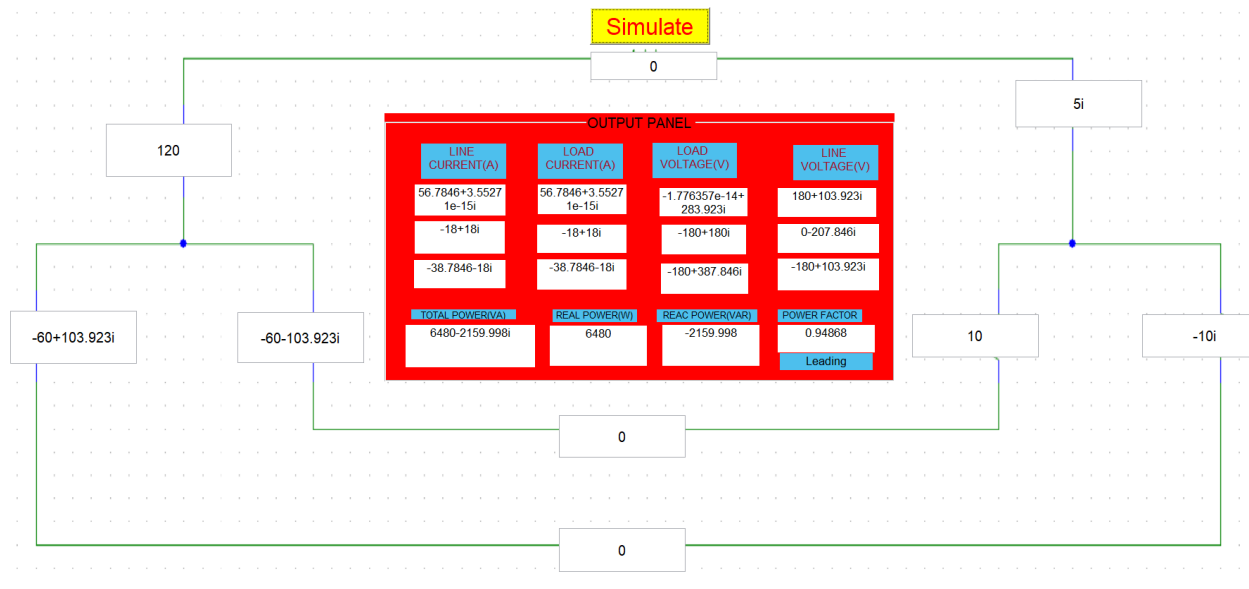 Simulate
0
5i
120
OUTPUT PANEL
LINE
CURRENT(A)
LOAD
CURRENT(A)
LOAD
VOLTAGE(V)
LINE
VOLTAGE(V)
56.7846+3.5527
1e-15i
56.7846+3.5527
1e-15i
-1.776357e-14+
283.923i
180+103.923i
-18+18i
-18+18i
-180+180i
0-207.846i
-38.7846-18i
-38.7846-18i
-180+387.846i
-180+103.923i
TOTAL POWER(VA)
REAL POWER(W)
REAC POWER(VAR)
POWER FACTOR
6480-2159.998i
6480
-2159.998
0.94868
Leading
-60+103.923i
-60-103.923i
10
-10i
0
0